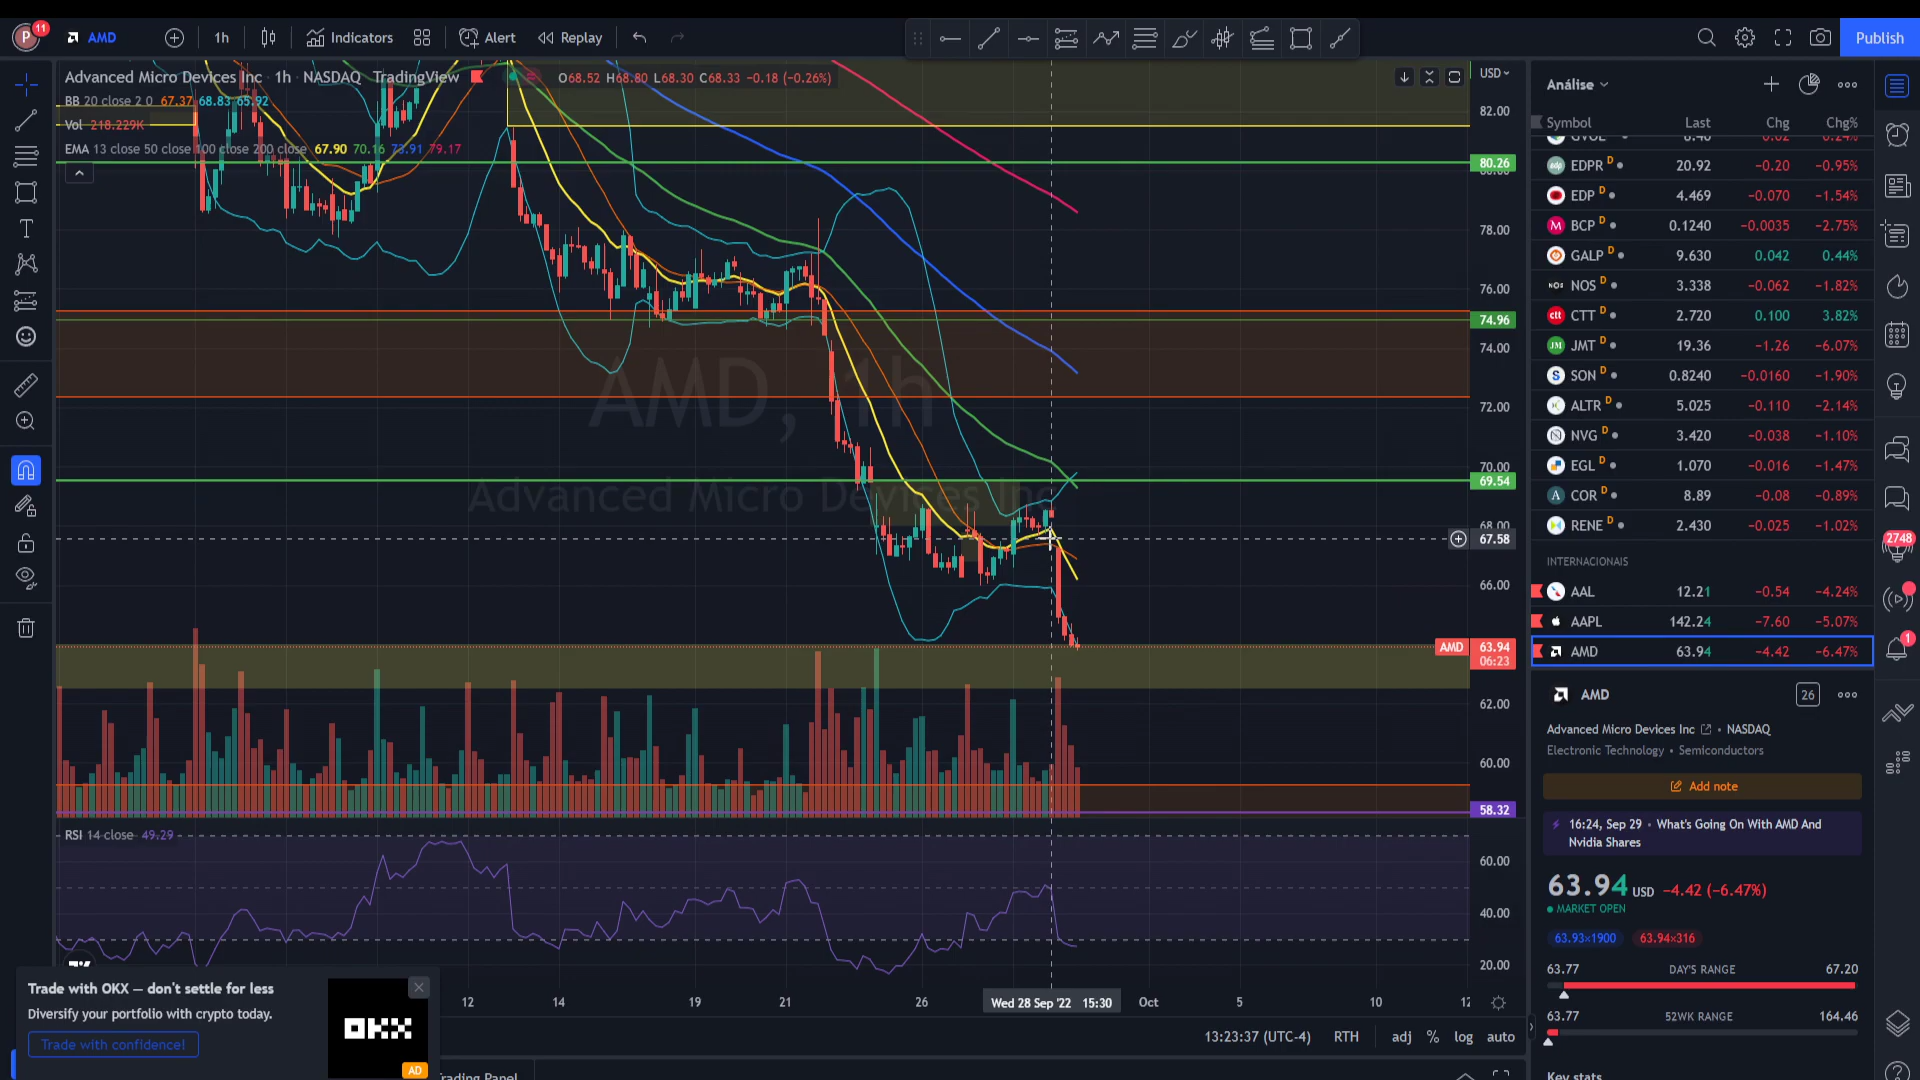 P 11 AMD 1h Indicators Alert Replay Publish
Advanced Micro Devices Inc · 1h · NASDAQ TradingView O68.52 H68.80 L68.30 C68.33 −0.18 (−0.26%)
BB 20 close 2 0 67.37 68.83 65.92
Vol 218.229K
EMA 13 close 50 close 100 close 200 close 67.90 70.16 73.91 79.17
AMD, 1h
Advanced Micro Devices Inc
USD
82.00
80.26
78.00
76.00
74.96
74.00
72.00
70.00
69.54
68.00
67.58
66.00
AMD 63.94
06:23
62.00
60.00
58.32
RSI 14 close 49.29
60.00
40.00
20.00
12 14 19 21 26 Wed 28 Sep '22 15:30 Oct 5 10 12
13:23:37 (UTC-4) RTH adj % log auto
Trade with OKX — don't settle for less
Diversify your portfolio with crypto today.
Trade with confidence!
OKX
AD
Trading Panel
Análise
Symbol Last Chg Chg%
EDPR D 20.92 −0.20 −0.95%
EDP D 4.469 −0.070 −1.54%
BCP D 0.1240 −0.0035 −2.75%
GALP D 9.630 0.042 0.44%
NOS D 3.338 −0.062 −1.82%
CTT D 2.720 0.100 3.82%
JMT D 19.36 −1.26 −6.07%
SON D 0.8240 −0.0160 −1.90%
ALTR D 5.025 −0.110 −2.14%
NVG D 3.420 −0.038 −1.10%
EGL D 1.070 −0.016 −1.47%
COR D 8.89 −0.08 −0.89%
RENE D 2.430 −0.025 −1.02%
INTERNACIONAIS
AAL 12.21 −0.54 −4.24%
AAPL 142.24 −7.60 −5.07%
AMD 63.94 −4.42 −6.47%
AMD 26
Advanced Micro Devices Inc • NASDAQ
Electronic Technology • Semiconductors
Add note
16:24, Sep 29 • What's Going On With AMD And
Nvidia Shares
63.94 USD −4.42 (−6.47%)
MARKET OPEN
63.93×1900 63.94×316
63.77 DAY'S RANGE 67.20
63.77 52WK RANGE 164.46
Key stats
2748
1